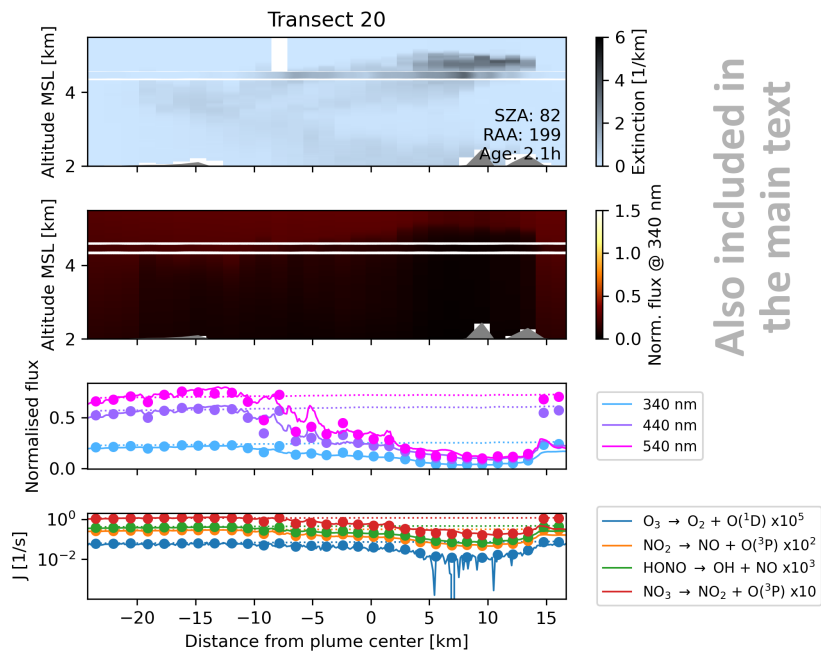 Transect 20
Altitude MSL [km]
4
2
SZA: 82
RAA: 199
Age: 2.1h
6
4
2
0
Extinction [1/km]
Altitude MSL [km]
4
2
1.5
1.0
0.5
0.0
Norm. flux @ 340 nm
Also included in
the main text
Normalised flux
0.5
0.0
340 nm
440 nm
540 nm
J [1/s]
10⁰
10⁻²
O₃ → O₂ + O(¹D) x10⁵
NO₂ → NO + O(³P) x10²
HONO → OH + NO x10³
NO₃ → NO₂ + O(³P) x10
−20 −15 −10 −5 0 5 10 15
Distance from plume center [km]